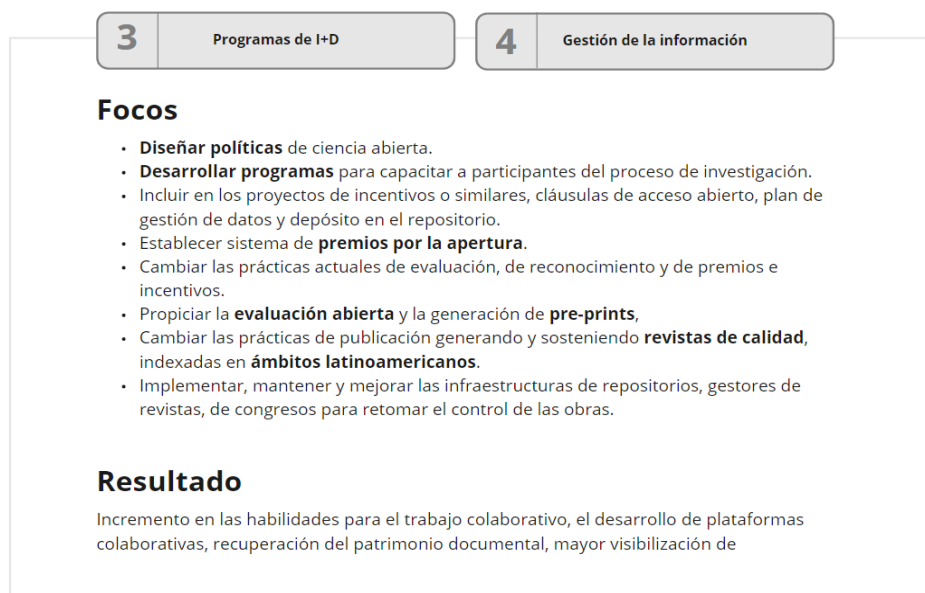 3 Programas de I+D
4 Gestión de la información
Focos
• Diseñar políticas de ciencia abierta.
• Desarrollar programas para capacitar a participantes del proceso de investigación.
• Incluir en los proyectos de incentivos o similares, cláusulas de acceso abierto, plan de
gestión de datos y depósito en el repositorio.
• Establecer sistema de premios por la apertura.
• Cambiar las prácticas actuales de evaluación, de reconocimiento y de premios e
incentivos.
• Propiciar la evaluación abierta y la generación de pre-prints,
• Cambiar las prácticas de publicación generando y sosteniendo revistas de calidad,
indexadas en ámbitos latinoamericanos.
• Implementar, mantener y mejorar las infraestructuras de repositorios, gestores de
revistas, de congresos para retomar el control de las obras.
Resultado
Incremento en las habilidades para el trabajo colaborativo, el desarrollo de plataformas
colaborativas, recuperación del patrimonio documental, mayor visibilización de